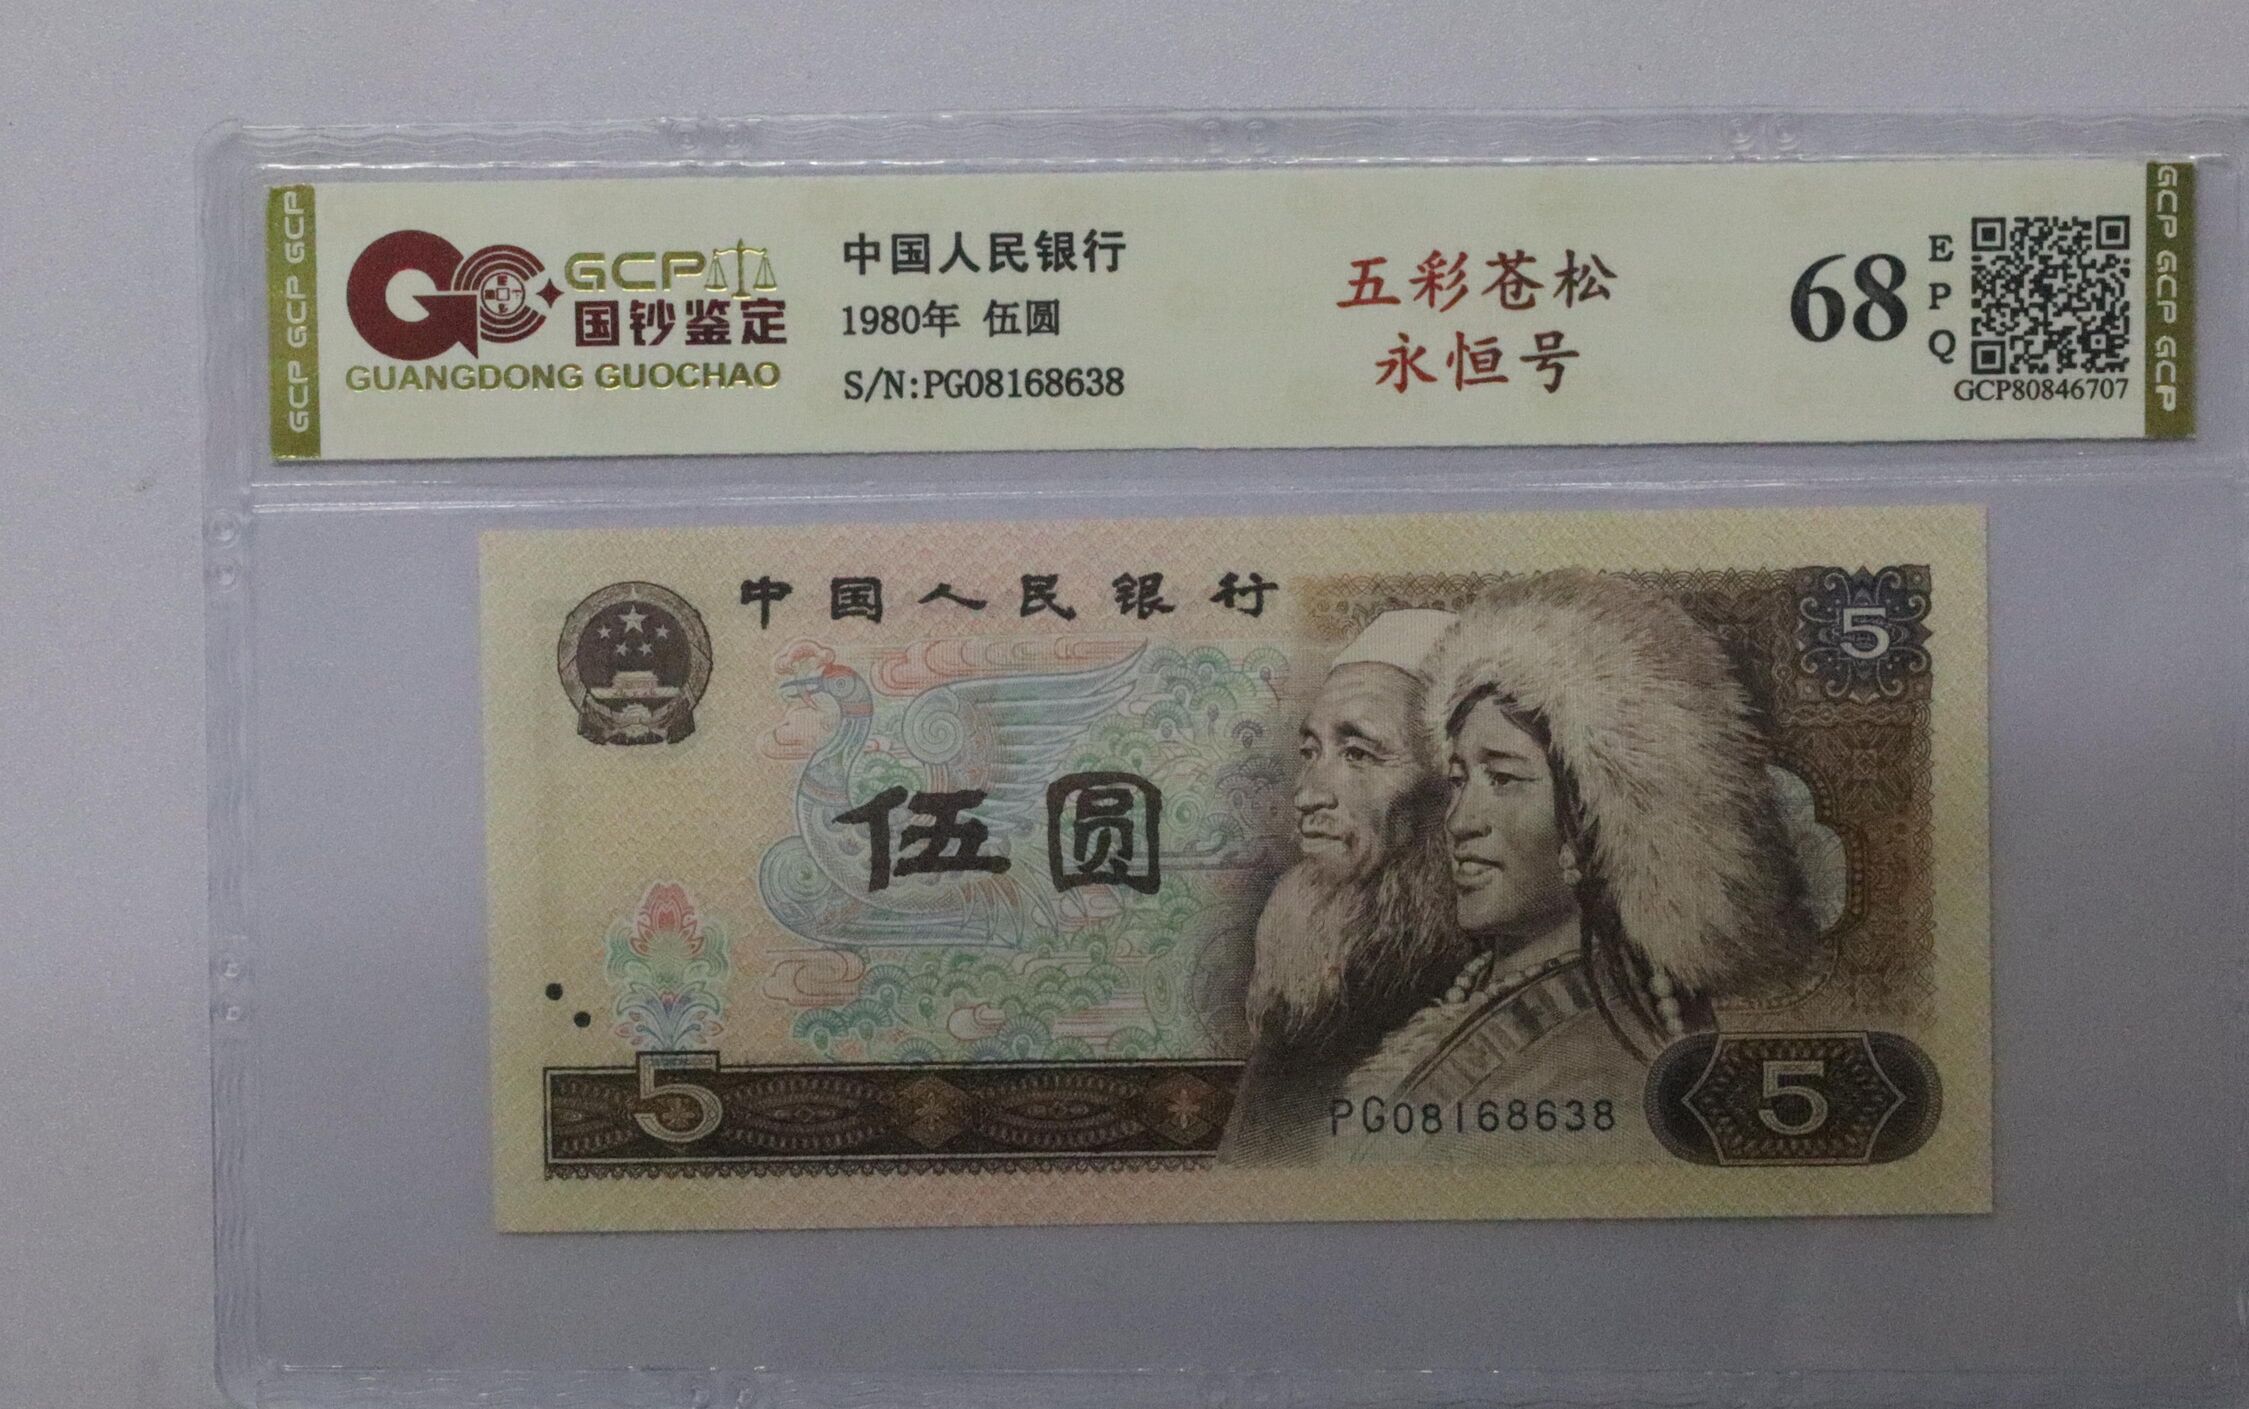 GCP GCP GCP
GCP
国钞鉴定
GUANGDONG GUOCHAO
中国人民银行
1980年 伍圆
S/N:PG08168638
五彩苍松
永恒号
68
EPQ
GCP80846707
GCP GCP GCP
中国人民银行
5
伍圆
5
PG08168638
5